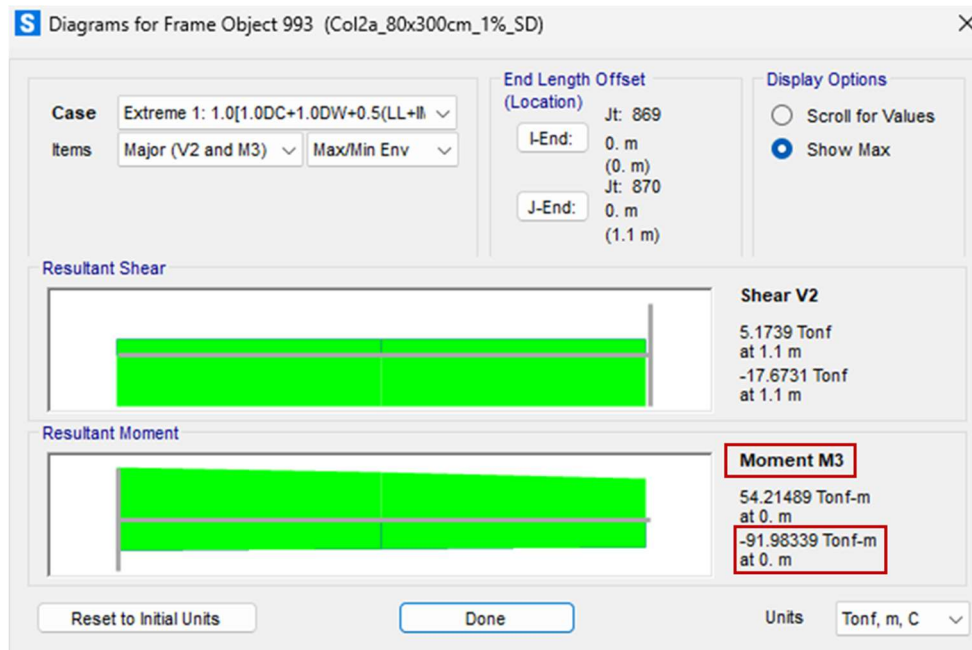 S Diagrams for Frame Object 993 (Col2a_80x300cm_1%_SD)
Case Extreme 1: 1.0[1.0DC+1.0DW+0.5(LL+IM
Items Major (V2 and M3) Max/Min Env
End Length Offset
(Location)
Jt: 869
I-End: 0. m
(0. m)
Jt: 870
J-End: 0. m
(1.1 m)
Display Options
Scroll for Values
Show Max
Resultant Shear
Shear V2
5.1739 Tonf
at 1.1 m
-17.6731 Tonf
at 1.1 m
Resultant Moment
Moment M3
54.21489 Tonf-m
at 0. m
-91.98339 Tonf-m
at 0. m
Reset to Initial Units
Done
Units Tonf, m, C